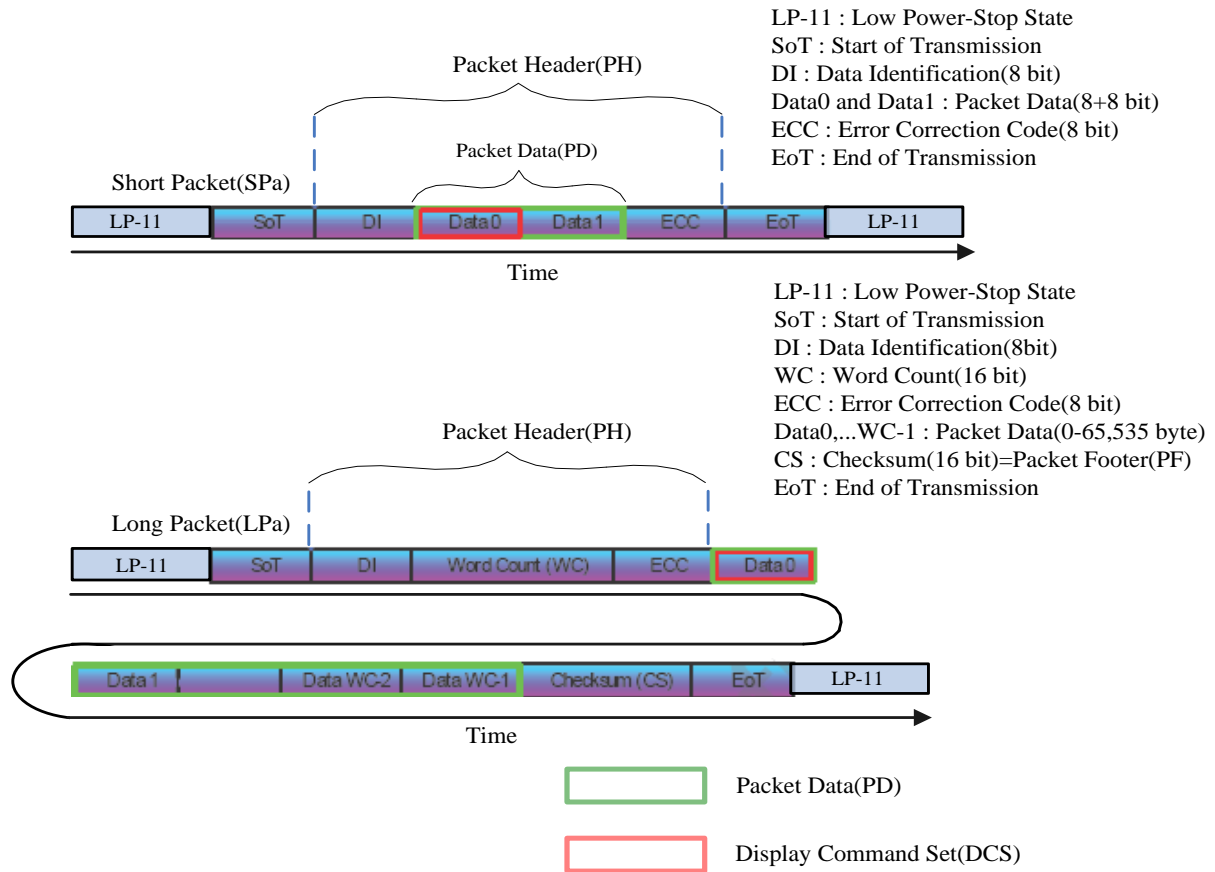 LP-11 : Low Power-Stop State
SoT : Start of Transmission
DI : Data Identification(8 bit)
Data0 and Data1 : Packet Data(8+8 bit)
ECC : Error Correction Code(8 bit)
EoT : End of Transmission
Packet Header(PH)
Packet Data(PD)
Short Packet(SPa)
LP-11 SoT DI Data0 Data 1 ECC EoT LP-11
Time
LP-11 : Low Power-Stop State
SoT : Start of Transmission
DI : Data Identification(8bit)
WC : Word Count(16 bit)
ECC : Error Correction Code(8 bit)
Data0,...WC-1 : Packet Data(0-65,535 byte)
CS : Checksum(16 bit)=Packet Footer(PF)
EoT : End of Transmission
Packet Header(PH)
Long Packet(LPa)
LP-11 SoT DI Word Count (WC) ECC Data0
Data 1 Data WC-2 Data WC-1 Checksum (CS) EoT LP-11
Time
Packet Data(PD)
Display Command Set(DCS)